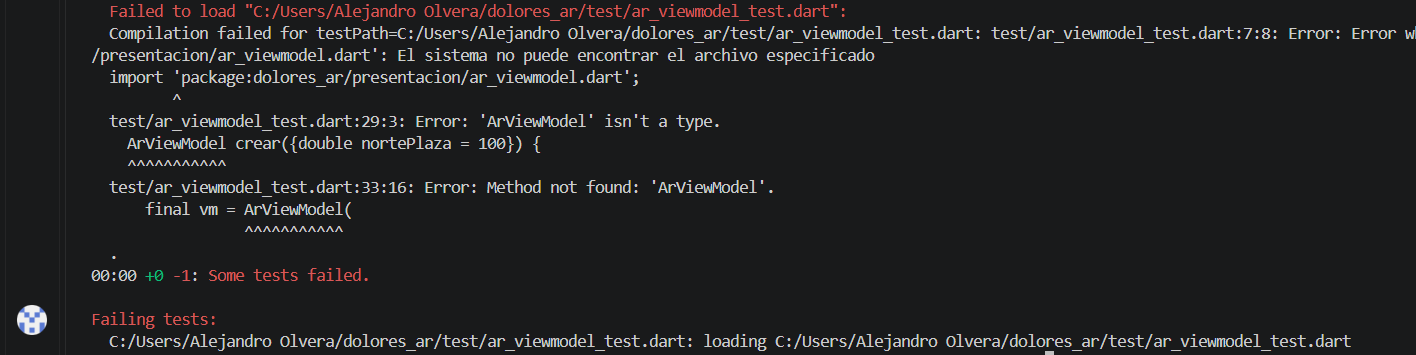 Failed to load "C:/Users/Alejandro Olvera/dolores_ar/test/ar_viewmodel_test.dart":
Compilation failed for testPath=C:/Users/Alejandro Olvera/dolores_ar/test/ar_viewmodel_test.dart: test/ar_viewmodel_test.dart:7:8: Error: Error
/presentacion/ar_viewmodel.dart': El sistema no puede encontrar el archivo especificado
import 'package:dolores_ar/presentacion/ar_viewmodel.dart';
^
test/ar_viewmodel_test.dart:29:3: Error: 'ArViewModel' isn't a type.
ArViewModel crear({double nortePlaza = 100}) {
^^^^^^^^^^^
test/ar_viewmodel_test.dart:33:16: Error: Method not found: 'ArViewModel'.
final vm = ArViewModel(
^^^^^^^^^^^
.
00:00 +0 -1: Some tests failed.
Failing tests:
C:/Users/Alejandro Olvera/dolores_ar/test/ar_viewmodel_test.dart: loading C:/Users/Alejandro Olvera/dolores_ar/test/ar_viewmodel_test.dart